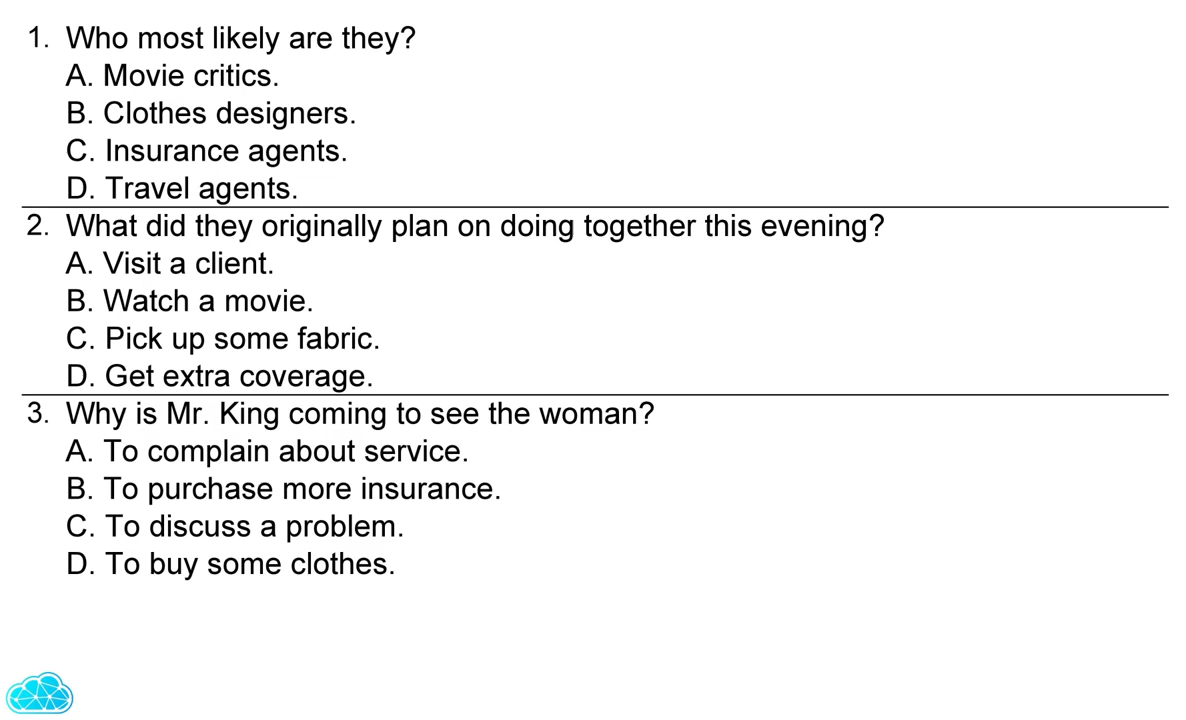 1. Who most likely are they?
A. Movie critics.
B. Clothes designers.
C. Insurance agents.
D. Travel agents.
2. What did they originally plan on doing together this evening?
A. Visit a client.
B. Watch a movie.
C. Pick up some fabric.
D. Get extra coverage.
3. Why is Mr. King coming to see the woman?
A. To complain about service.
B. To purchase more insurance.
C. To discuss a problem.
D. To buy some clothes.